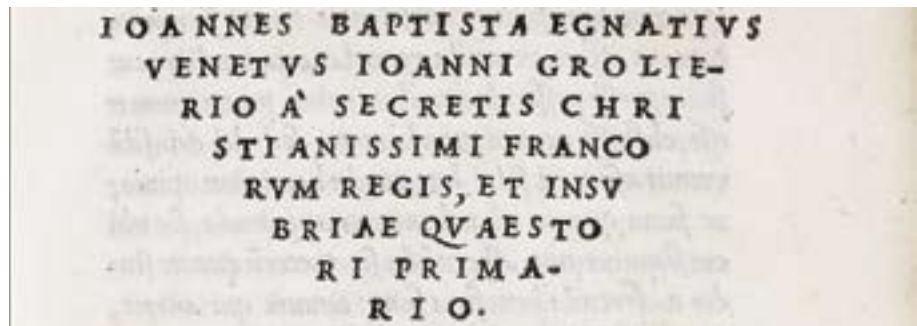 IOANNES BAPTISTA EGNATIVS
VENETVS IOANNI GROLIE-
RIO A' SECRETIS CHRI
STIANISSIMI FRANCO
RVM REGIS, ET INSV
BRIAE QVAESTO
RI PRIMA-
RIO.